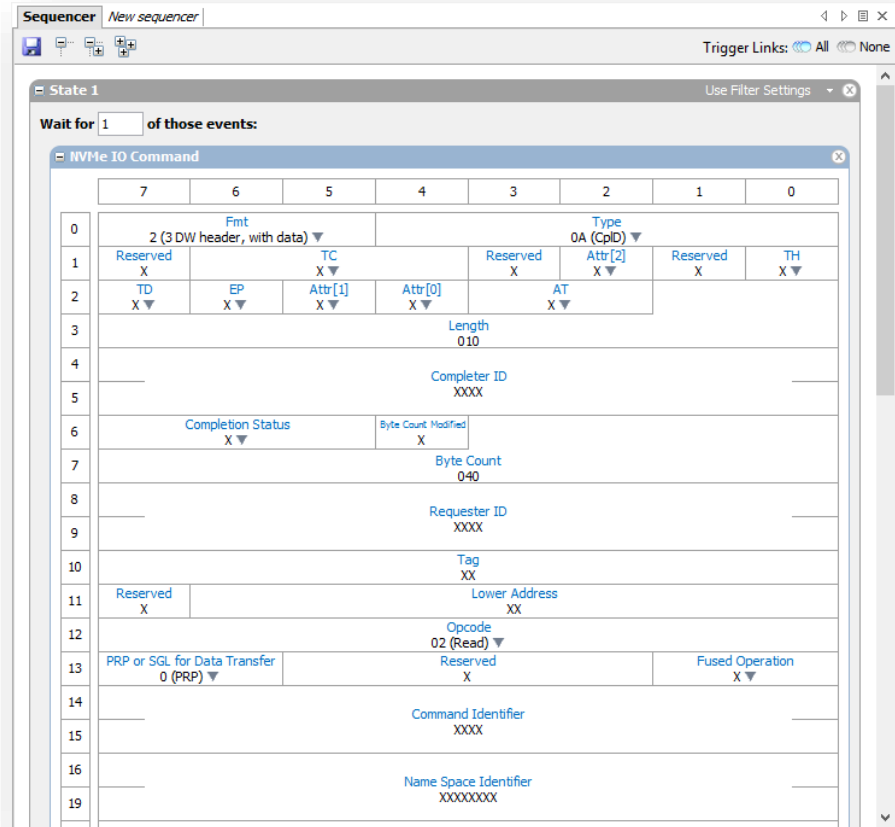 Sequencer New sequencer
Trigger Links: All None
State 1 Use Filter Settings
Wait for 1 of those events:
NVMe IO Command
7 6 5 4 3 2 1 0
0 Fmt Type
2 (3 DW header, with data) 0A (CplD)
1 Reserved TC Reserved Attr[2] Reserved TH
X X X X X X
2 TD EP Attr[1] Attr[0] AT
X X X X X
3 Length
010
4
Completer ID
XXXX
5
6 Completion Status Byte Count Modified
X X
7 Byte Count
040
8
Requester ID
XXXX
9
10 Tag
XX
11 Reserved Lower Address
X XX
12 Opcode
02 (Read)
13 PRP or SGL for Data Transfer Reserved Fused Operation
0 (PRP) X X
14
Command Identifier
XXXX
15
16
Name Space Identifier
XXXXXXXX
19